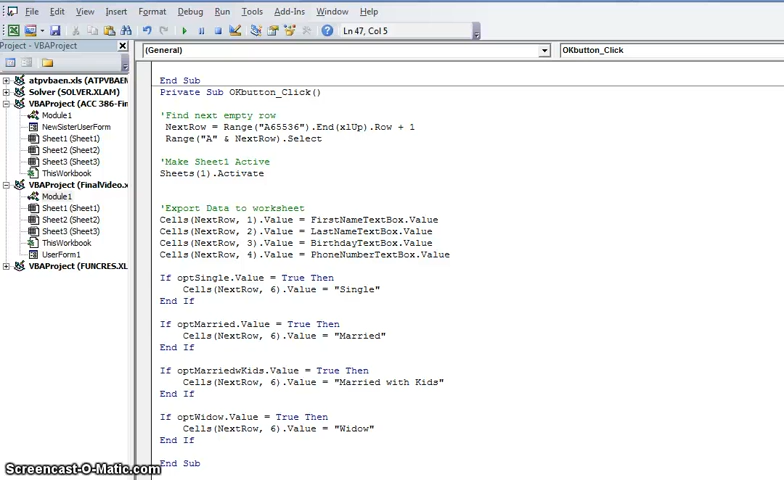 File Edit View Insert Format Debug Run Tools Add-Ins Window Help
Ln 47, Col 5
Project - VBAProject
(General) OKbutton_Click
atpvbaen.xls (ATPVBAEN
Solver (SOLVER.XLAM)
VBAProject (ACC 386-Fin
Module1
NewSisterUserForm
Sheet1 (Sheet1)
Sheet2 (Sheet2)
Sheet3 (Sheet3)
ThisWorkbook
VBAProject (FinalVideo.x
Module1
Sheet1 (Sheet1)
Sheet2 (Sheet2)
Sheet3 (Sheet3)
ThisWorkbook
UserForm1
VBAProject (FUNCRES.XL
End Sub
Private Sub OKbutton_Click()
'Find next empty row
NextRow = Range("A65536").End(xlUp).Row + 1
Range("A" & NextRow).Select
'Make Sheet1 Active
Sheets(1).Activate
'Export Data to worksheet
Cells(NextRow, 1).Value = FirstNameTextBox.Value
Cells(NextRow, 2).Value = LastNameTextBox.Value
Cells(NextRow, 3).Value = BirthdayTextBox.Value
Cells(NextRow, 4).Value = PhoneNumberTextBox.Value
If optSingle.Value = True Then
Cells(NextRow, 6).Value = "Single"
End If
If optMarried.Value = True Then
Cells(NextRow, 6).Value = "Married"
End If
If optMarriedwKids.Value = True Then
Cells(NextRow, 6).Value = "Married with Kids"
End If
If optWidow.Value = True Then
Cells(NextRow, 6).Value = "Widow"
End If
End Sub
Screencast-O-Matic.com